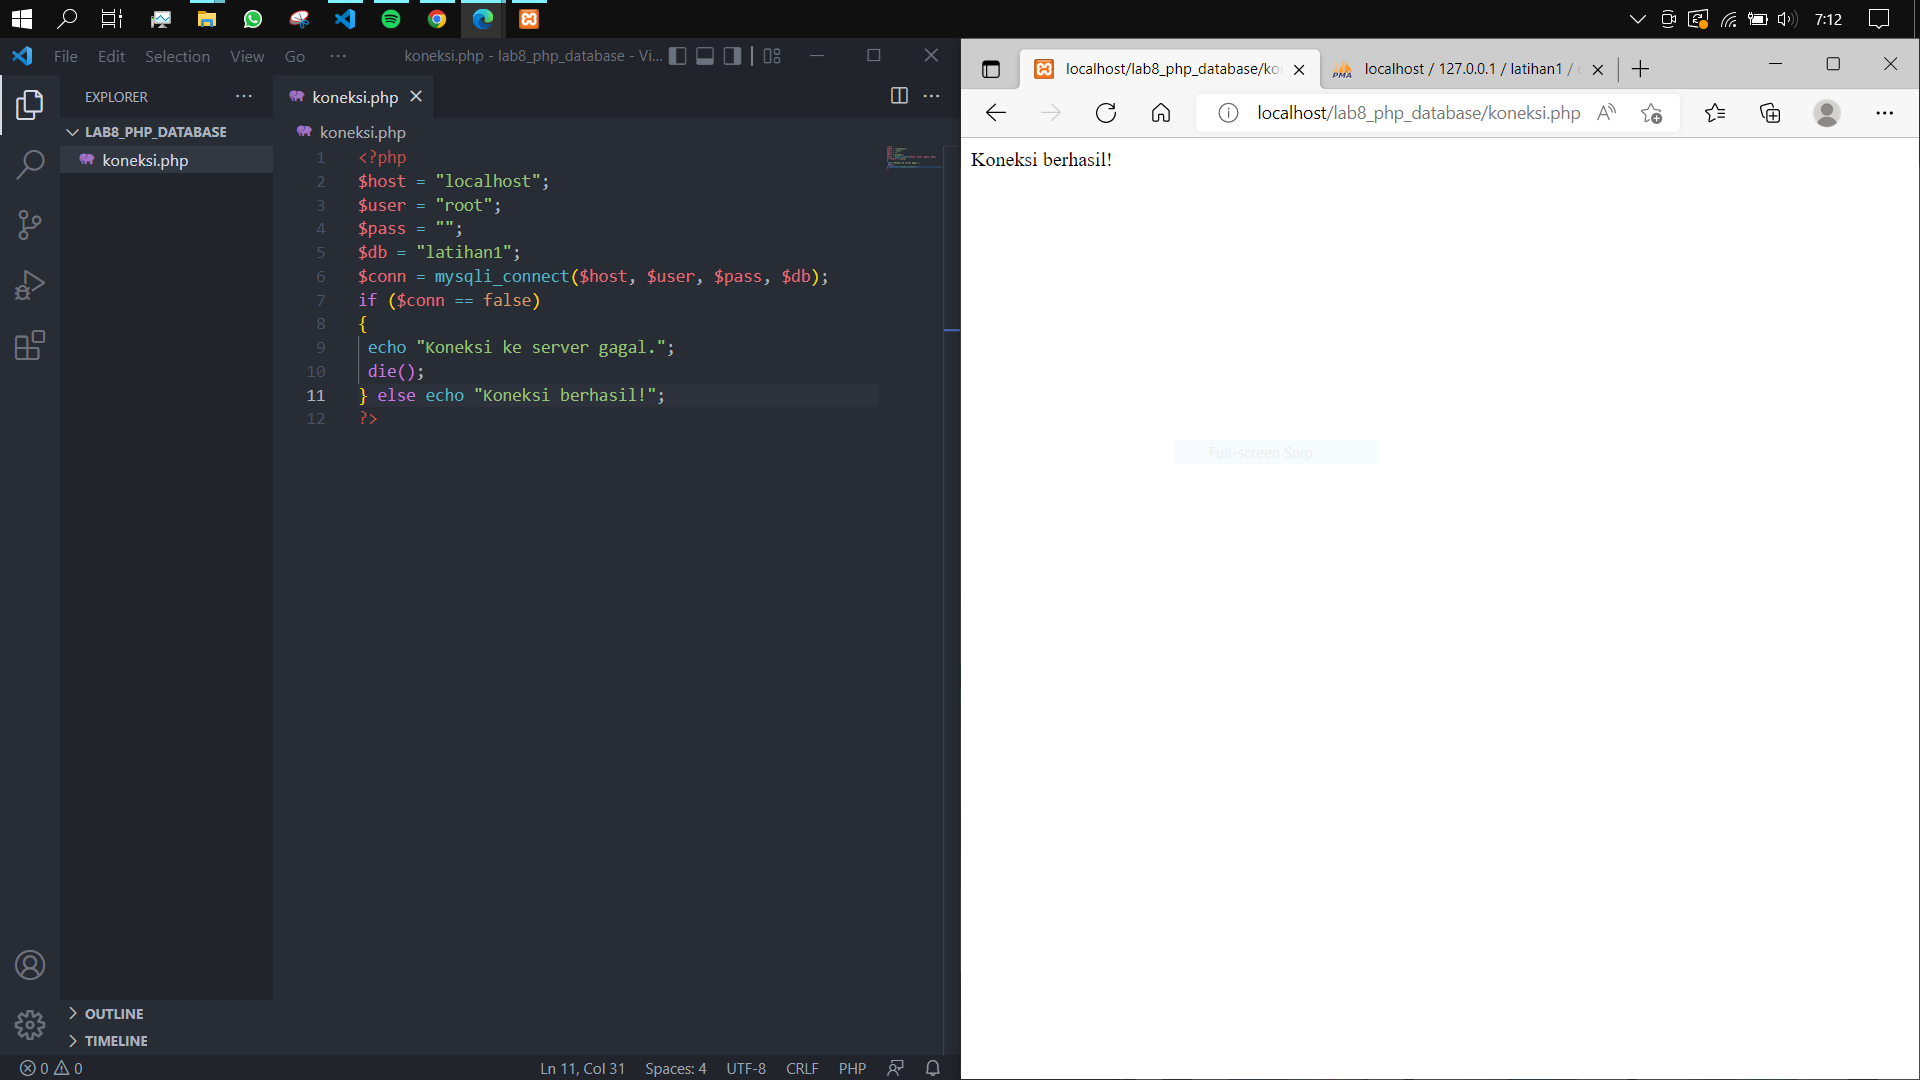 7:12
File Edit Selection View Go ··· koneksi.php - lab8_php_database - Vi...
EXPLORER ···
LAB8_PHP_DATABASE
koneksi.php
koneksi.php
koneksi.php
1 <?php
2 $host = "localhost";
3 $user = "root";
4 $pass = "";
5 $db = "latihan1";
6 $conn = mysqli_connect($host, $user, $pass, $db);
7 if ($conn == false)
8 {
9 echo "Koneksi ke server gagal.";
10 die();
11 } else echo "Koneksi berhasil!";
12 ?>
OUTLINE
TIMELINE
0 0 Ln 11, Col 31 Spaces: 4 UTF-8 CRLF PHP
localhost/lab8_php_database/ko
PMA localhost / 127.0.0.1 / latihan1 /
localhost/lab8_php_database/koneksi.php
Koneksi berhasil!
Full-screen Snip